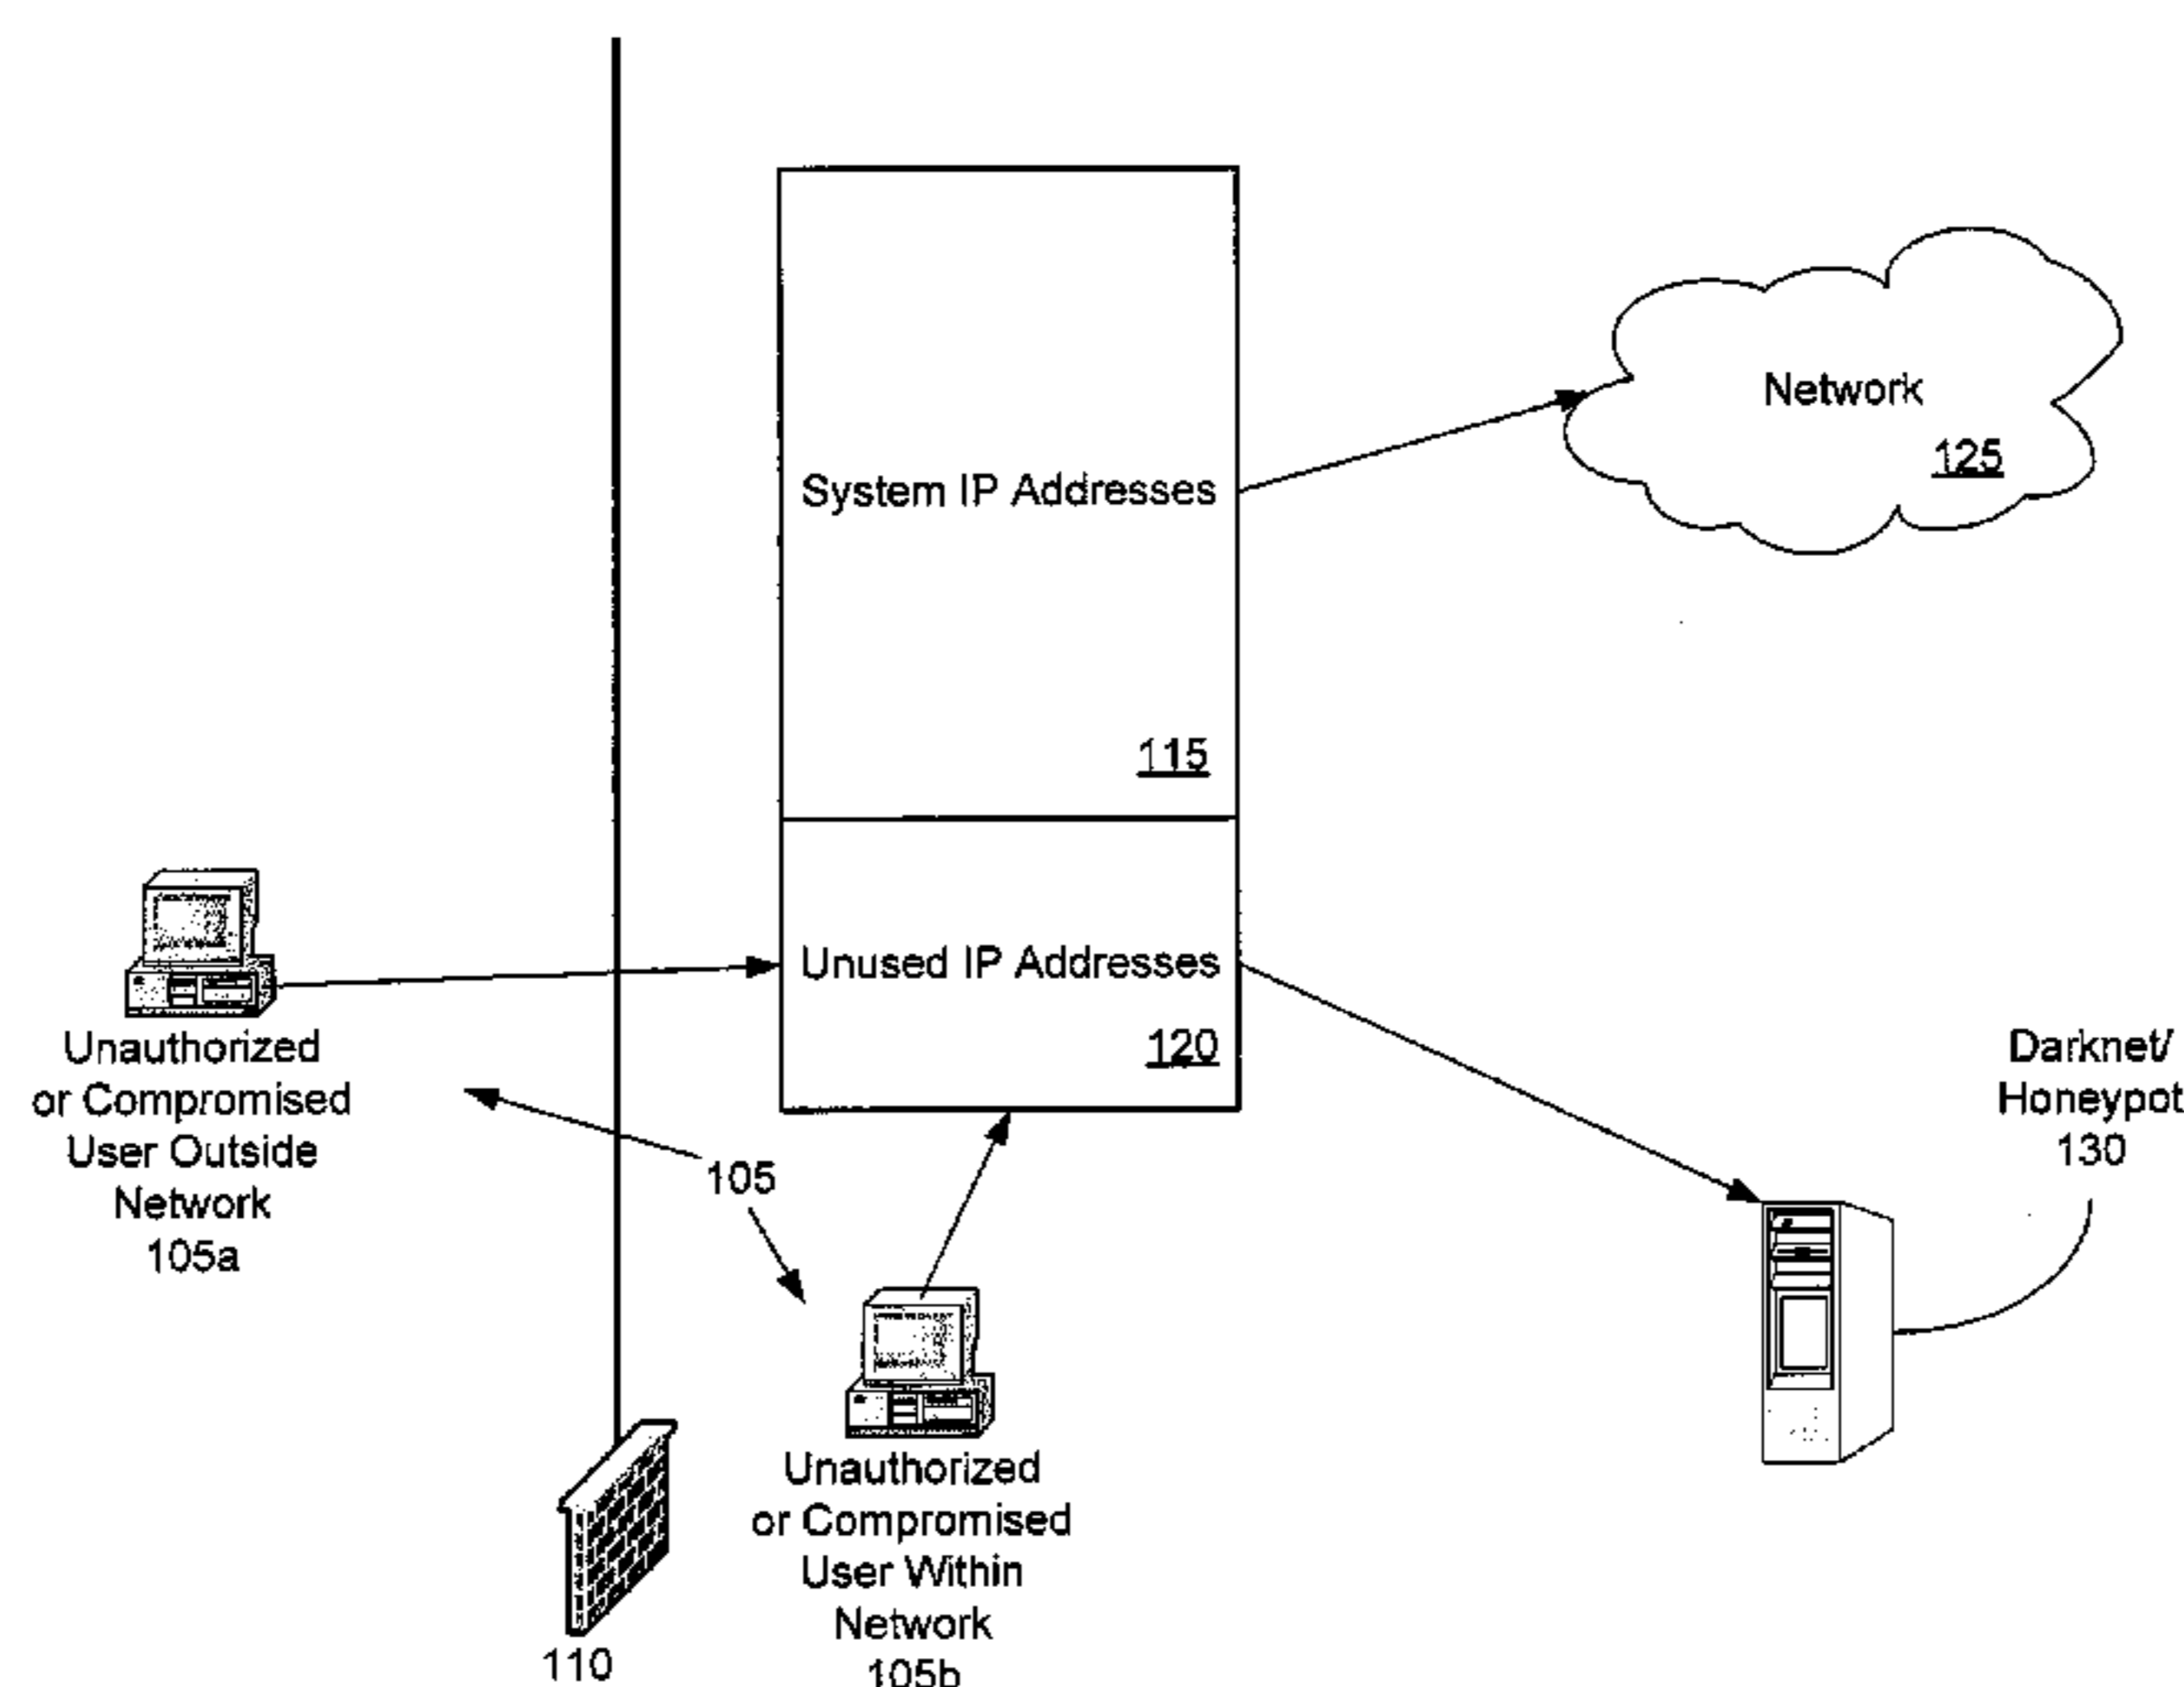 Network
125
System IP Addresses
115
Unused IP Addresses
120
Unauthorized
or Compromised
User Outside
Network
105a
105
Darknet/
Honeypot
130
Unauthorized
or Compromised
User Within
Network
105b
110